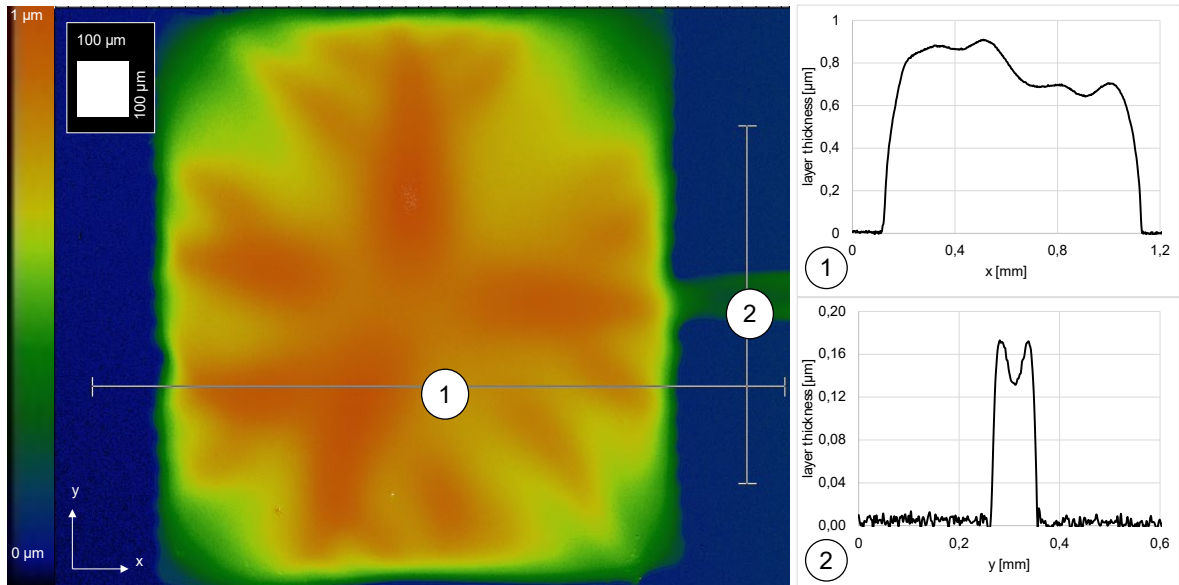 1 µm
100 µm
100 µm
0 µm
y
x
1
2
layer thickness [µm]
1
0,8
0,6
0,4
0,2
0
0
0,4
0,8
1,2
x [mm]
1
layer thickness [µm]
0,20
0,16
0,12
0,08
0,04
0,00
0
0,2
0,4
0,6
y [mm]
2